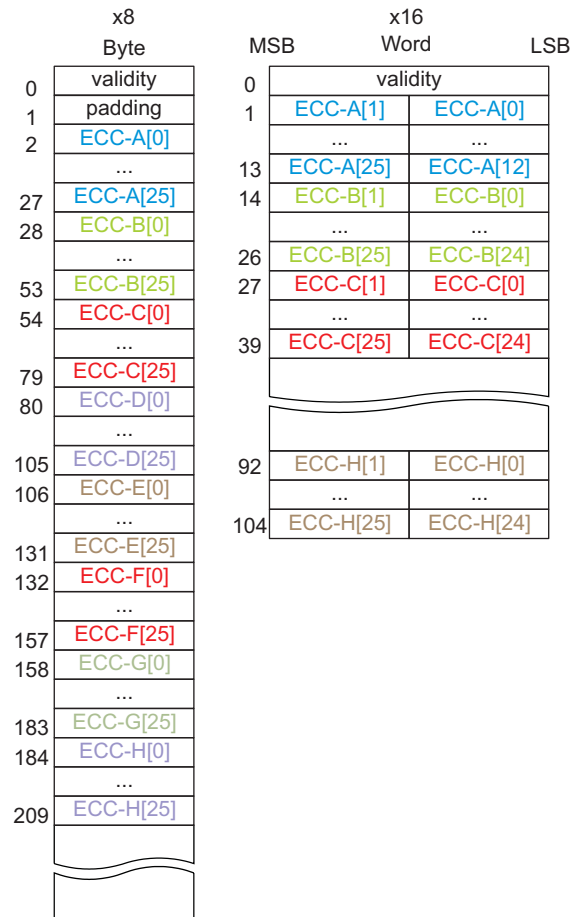 x8
Byte
0 validity
1 padding
2 ECC-A[0]
...
27 ECC-A[25]
28 ECC-B[0]
...
53 ECC-B[25]
54 ECC-C[0]
...
79 ECC-C[25]
80 ECC-D[0]
...
105 ECC-D[25]
106 ECC-E[0]
...
131 ECC-E[25]
132 ECC-F[0]
...
157 ECC-F[25]
158 ECC-G[0]
...
183 ECC-G[25]
184 ECC-H[0]
...
209 ECC-H[25]
x16
MSB Word LSB
0 validity
1 ECC-A[1] ECC-A[0]
... ...
13 ECC-A[25] ECC-A[12]
14 ECC-B[1] ECC-B[0]
... ...
26 ECC-B[25] ECC-B[24]
27 ECC-C[1] ECC-C[0]
... ...
39 ECC-C[25] ECC-C[24]
92 ECC-H[1] ECC-H[0]
... ...
104 ECC-H[25] ECC-H[24]